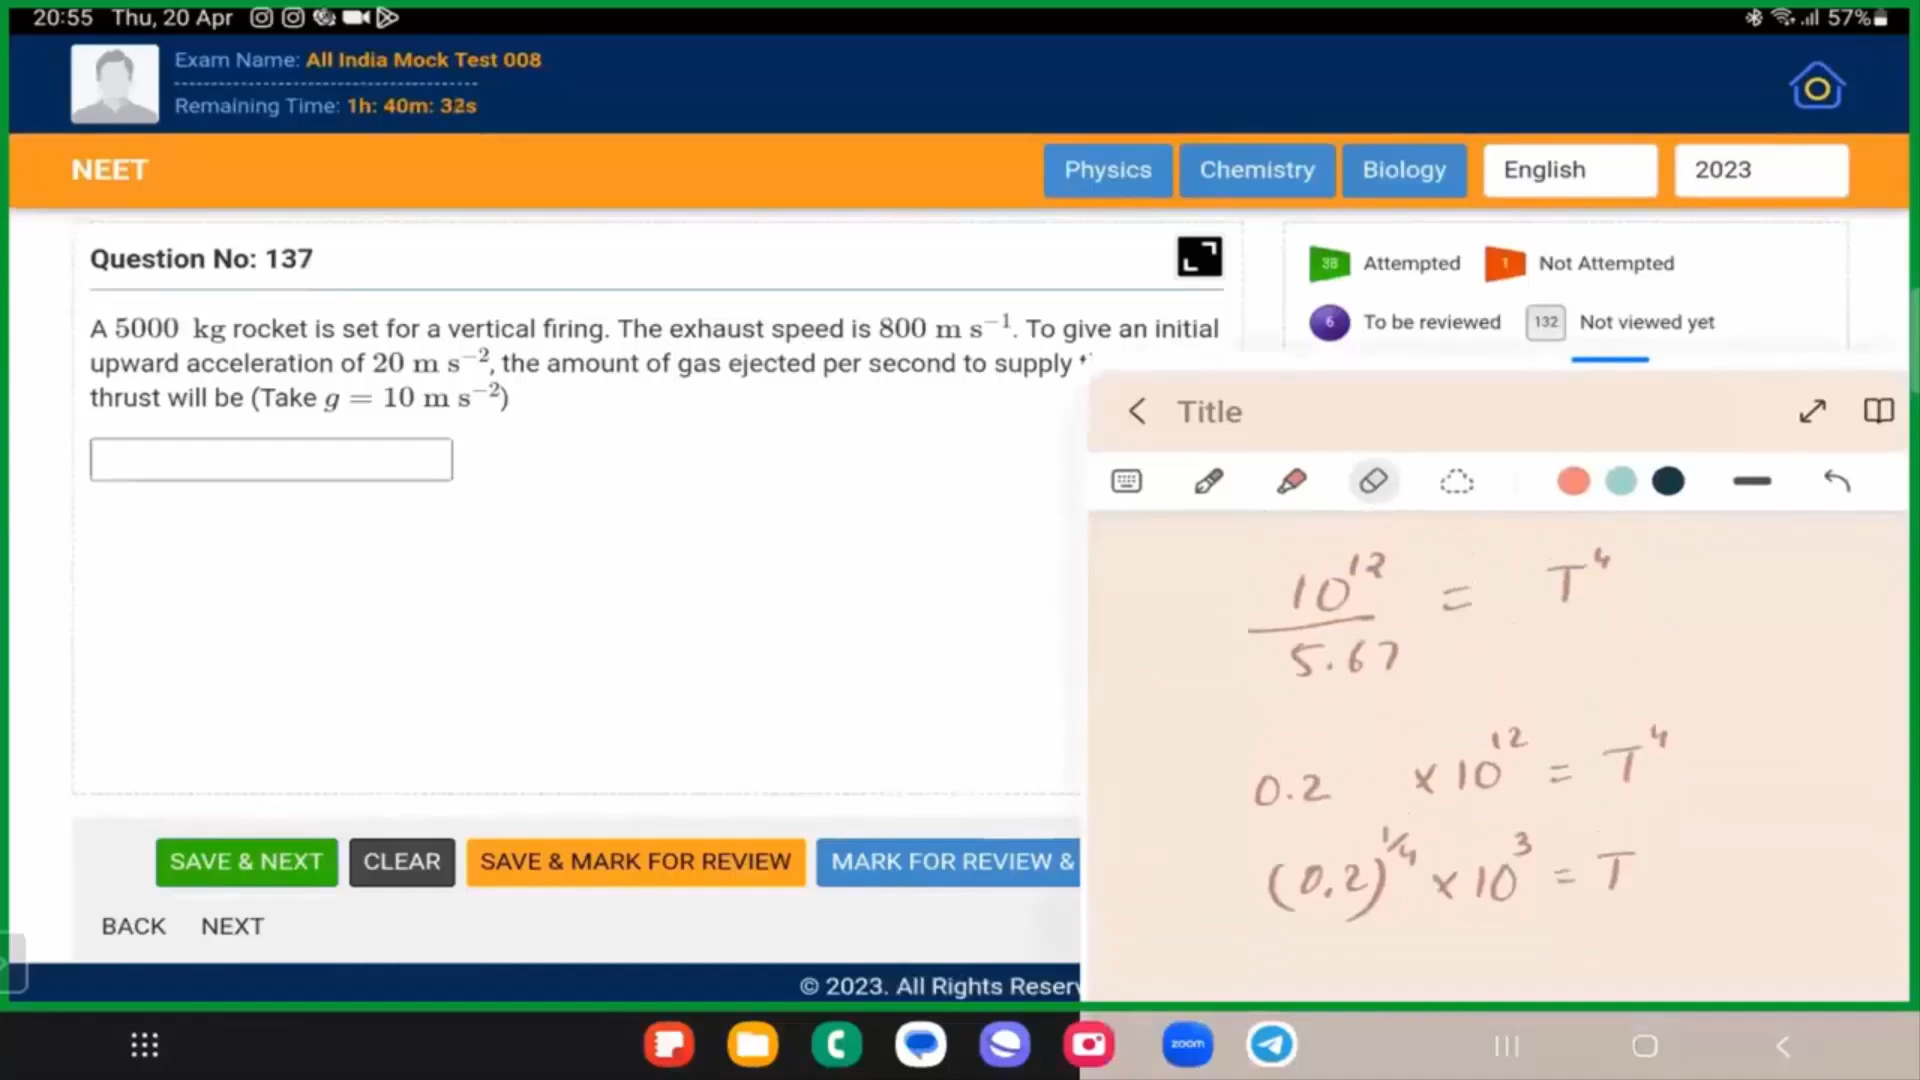 20:55 Thu, 20 Apr
57%
Exam Name: All India Mock Test 008
Remaining Time: 1h: 40m: 32s
NEET
Physics
Chemistry
Biology
English
2023
Question No: 137
38 Attempted
1 Not Attempted
6 To be reviewed
132 Not viewed yet
A 5000 kg rocket is set for a vertical firing. The exhaust speed is 800 m s⁻¹. To give an initial
upward acceleration of 20 m s⁻², the amount of gas ejected per second to supply
thrust will be (Take g = 10 m s⁻²)
Title
10¹² / 5.67 = T⁴
0.2 × 10¹² = T⁴
(0.2)^1/4 × 10³ = T
SAVE & NEXT
CLEAR
SAVE & MARK FOR REVIEW
MARK FOR REVIEW &
BACK
NEXT
© 2023. All Rights Reser
zoom